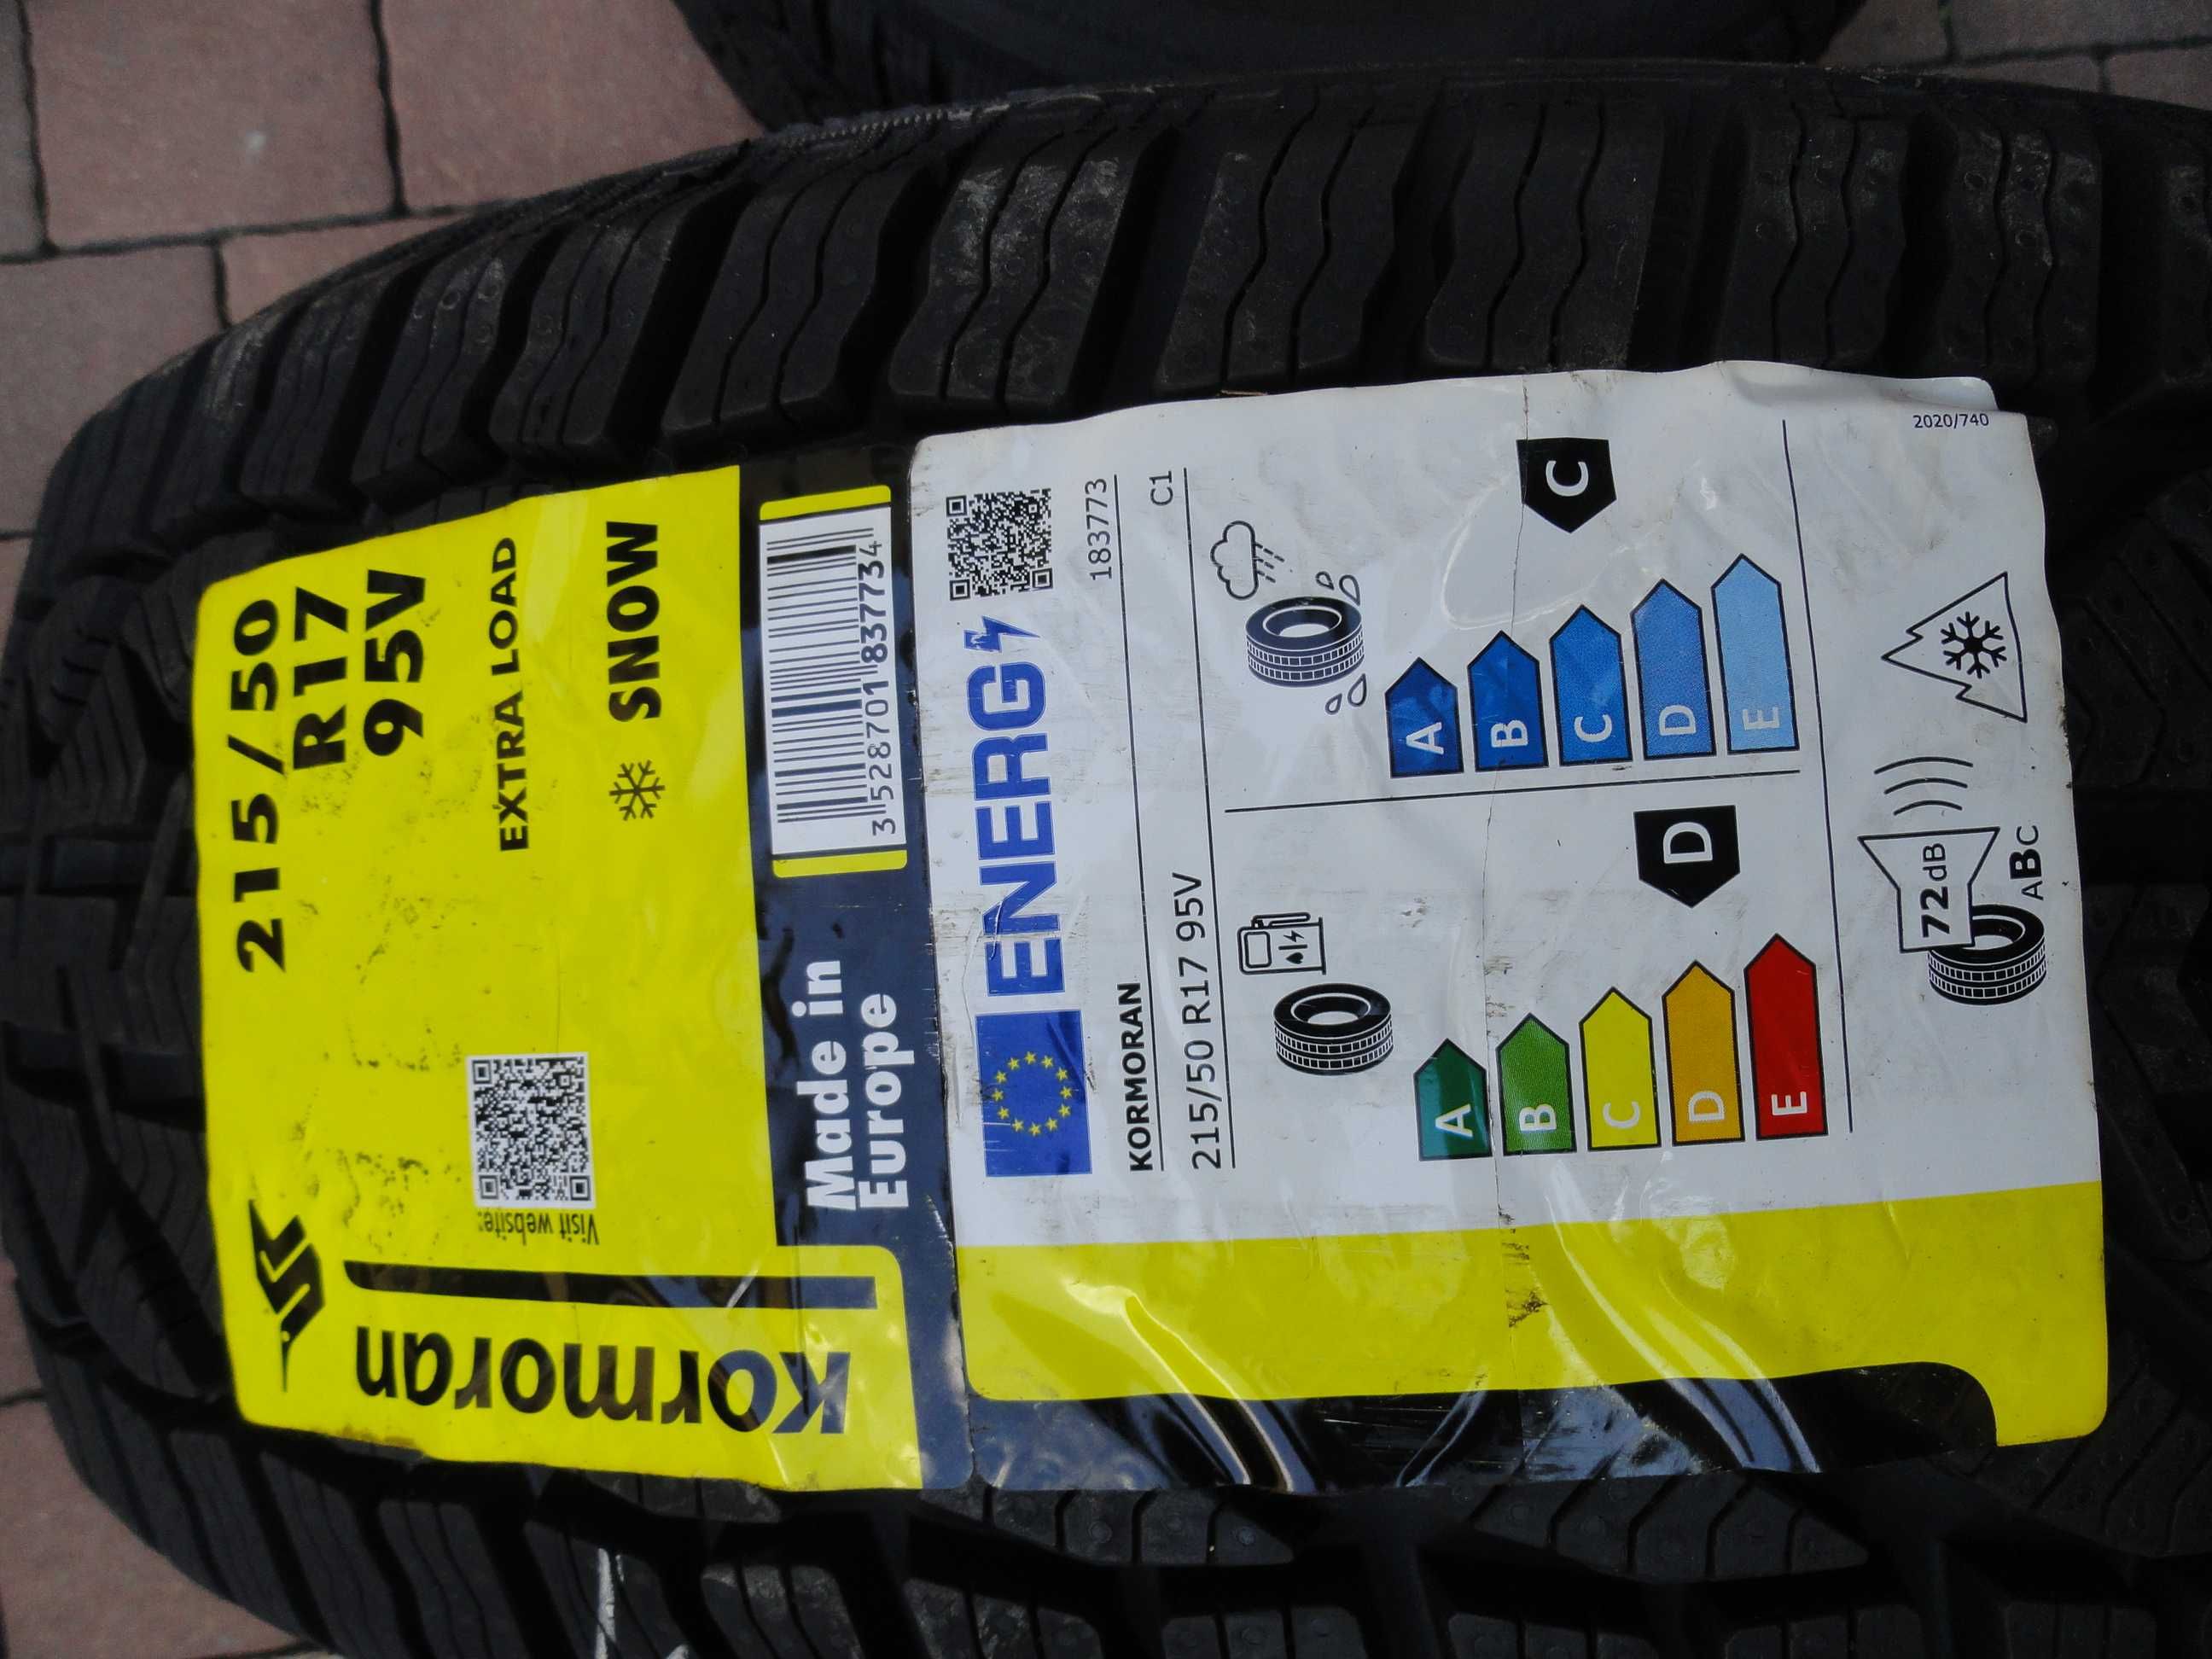 215/50
R17
95V
EXTRA LOAD
SNOW
Visit website:
Kormoran
Made in
Europe
3 528701 837734
ENERG
KORMORAN
1837773
215/50 R17 95V
C1
A
B
C
D
E
D
A
B
C
D
E
C
72dB
ABC
2020/740